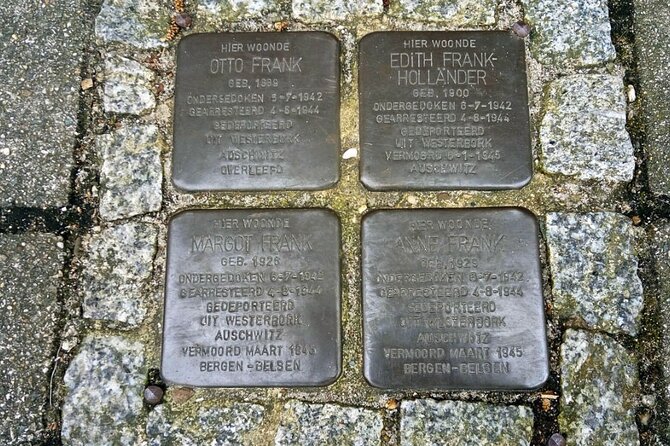 HIER WOONDE
OTTO FRANK
GEB. 1889
ONDERGEDOKEN 5-7-1942
GEARRESTEERD 4-8-1944
GEDEPORTEERD
UIT WESTERBORK
AUSCHWITZ
OVERLEEFD
HIER WOONDE
EDITH FRANK-
HOLLÄNDER
GEB. 1900
ONDERGEDOKEN 6-7-1942
GEARRESTEERD 4-8-1944
GEDEPORTEERD
UIT WESTERBORK
VERMOORD 6-1-1945
AUSCHWITZ
HIER WOONDE
MARGOT FRANK
GEB. 1926
ONDERGEDOKEN 6-7-1942
GEARRESTEERD 4-8-1944
GEDEPORTEERD
UIT WESTERBORK
AUSCHWITZ
VERMOORD MAART 1945
BERGEN-BELSEN
HIER WOONDE
ANNE FRANK
GEB. 1929
ONDERGEDOKEN 6-7-1942
GEARRESTEERD 4-8-1944
GEDEPORTEERD
UIT WESTERBORK
AUSCHWITZ
VERMOORD MAART 1945
BERGEN-BELSEN